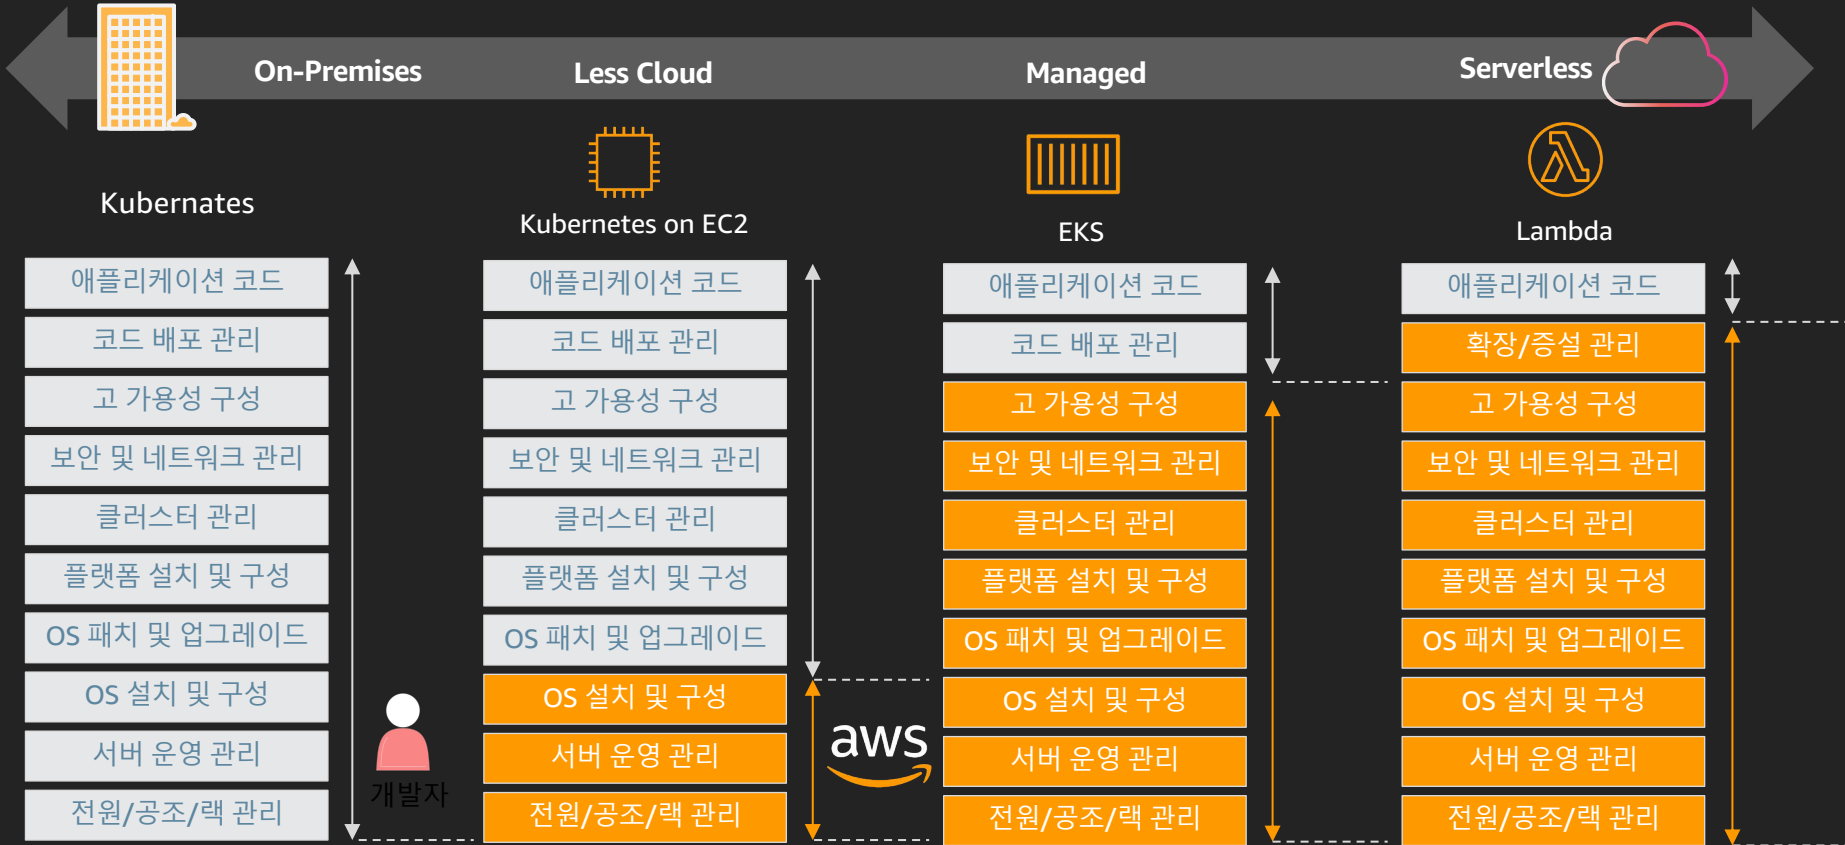 On-Premises
Less Cloud
Managed
Serverless
Kubernates
애플리케이션 코드
코드 배포 관리
고 가용성 구성
보안 및 네트워크 관리
클러스터 관리
플랫폼 설치 및 구성
OS 패치 및 업그레이드
OS 설치 및 구성
서버 운영 관리
전원/공조/랙 관리
개발자
Kubernetes on EC2
애플리케이션 코드
코드 배포 관리
고 가용성 구성
보안 및 네트워크 관리
클러스터 관리
플랫폼 설치 및 구성
OS 패치 및 업그레이드
OS 설치 및 구성
서버 운영 관리
전원/공조/랙 관리
aws
EKS
애플리케이션 코드
코드 배포 관리
고 가용성 구성
보안 및 네트워크 관리
클러스터 관리
플랫폼 설치 및 구성
OS 패치 및 업그레이드
OS 설치 및 구성
서버 운영 관리
전원/공조/랙 관리
Lambda
애플리케이션 코드
확장/증설 관리
고 가용성 구성
보안 및 네트워크 관리
클러스터 관리
플랫폼 설치 및 구성
OS 패치 및 업그레이드
OS 설치 및 구성
서버 운영 관리
전원/공조/랙 관리